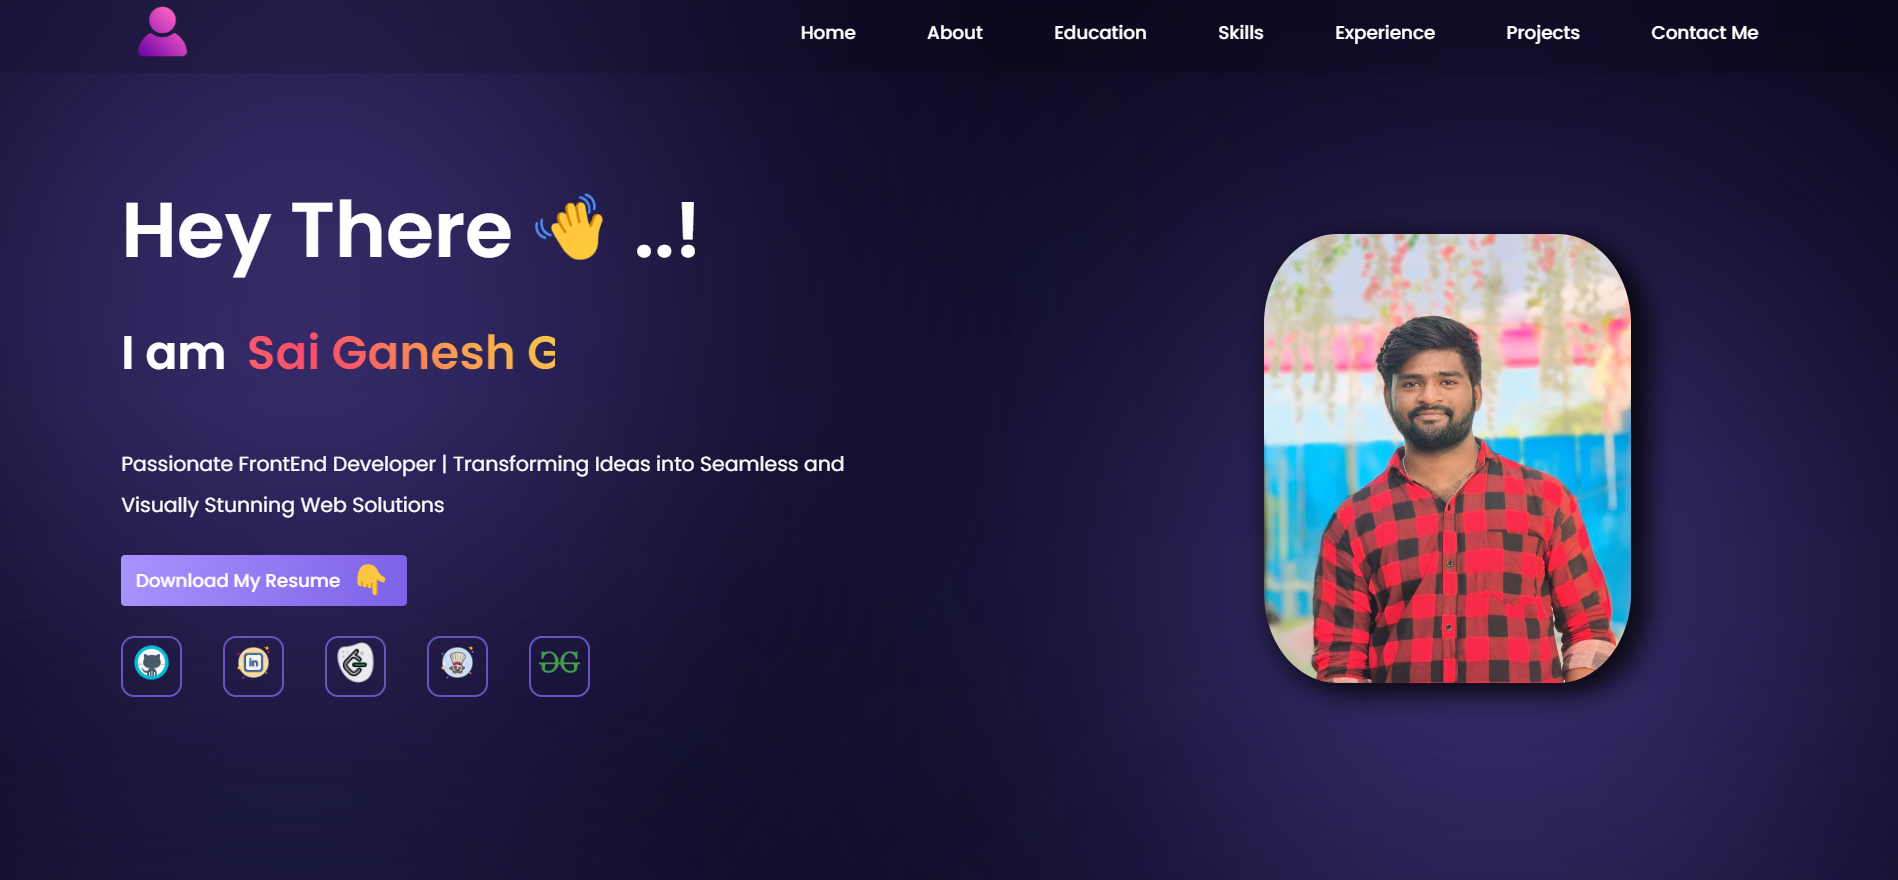 Home About Education Skills Experience Projects Contact Me
Hey There 👋 ..!
I am Sai Ganesh G
Passionate FrontEnd Developer | Transforming Ideas into Seamless and
Visually Stunning Web Solutions
Download My Resume 👇
in